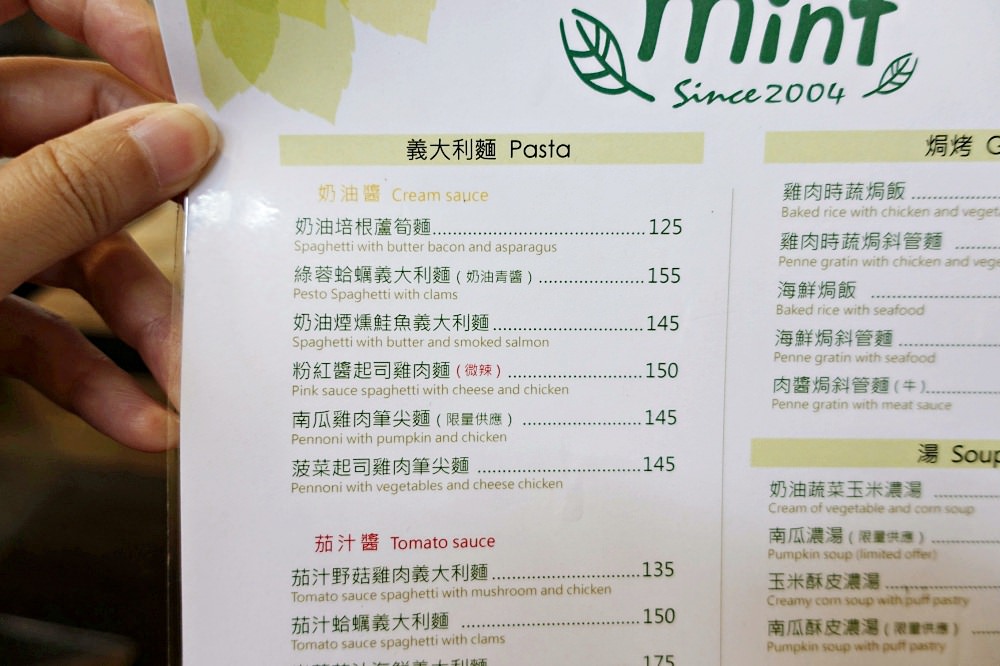 mint
Since 2004
義大利麵 Pasta
奶油醬 Cream sauce
奶油培根蘆筍麵 125
Spaghetti with butter bacon and asparagus
綠蓉蛤蠣義大利麵 ( 奶油青醬 ) 155
Pesto Spaghetti with clams
奶油煙燻鮭魚義大利麵 145
Spaghetti with butter and smoked salmon
粉紅醬起司雞肉麵 ( 微辣 ) 150
Pink sauce spaghetti with cheese and chicken
南瓜雞肉筆尖麵 ( 限量供應 ) 145
Pennoni with pumpkin and chicken
菠菜起司雞肉筆尖麵 145
Pennoni with vegetables and cheese chicken
茄汁醬 Tomato sauce
茄汁野菇雞肉義大利麵 135
Tomato sauce spaghetti with mushroom and chicken
茄汁蛤蠣義大利麵 150
Tomato sauce spaghetti with clams
茄汁海鮮義大利麵 175
焗烤
雞肉時蔬焗飯
Baked rice with chicken and
雞肉時蔬焗斜管麵
Penne gratin with chicken and
海鮮焗飯
Baked rice with seafood
海鮮焗斜管麵
Penne gratin with seafood
肉醬焗斜管麵 ( 牛 )
Penne gratin with meat sauce
湯 Soup
奶油蔬菜玉米濃湯
Cream of vegetable and corn soup
南瓜濃湯 ( 限量供應 )
Pumpkin soup (limited offer)
玉米酥皮濃湯
Creamy corn soup with puff pastry
南瓜酥皮濃湯 ( 限量供應 )
Pumpkin soup with puff pastry